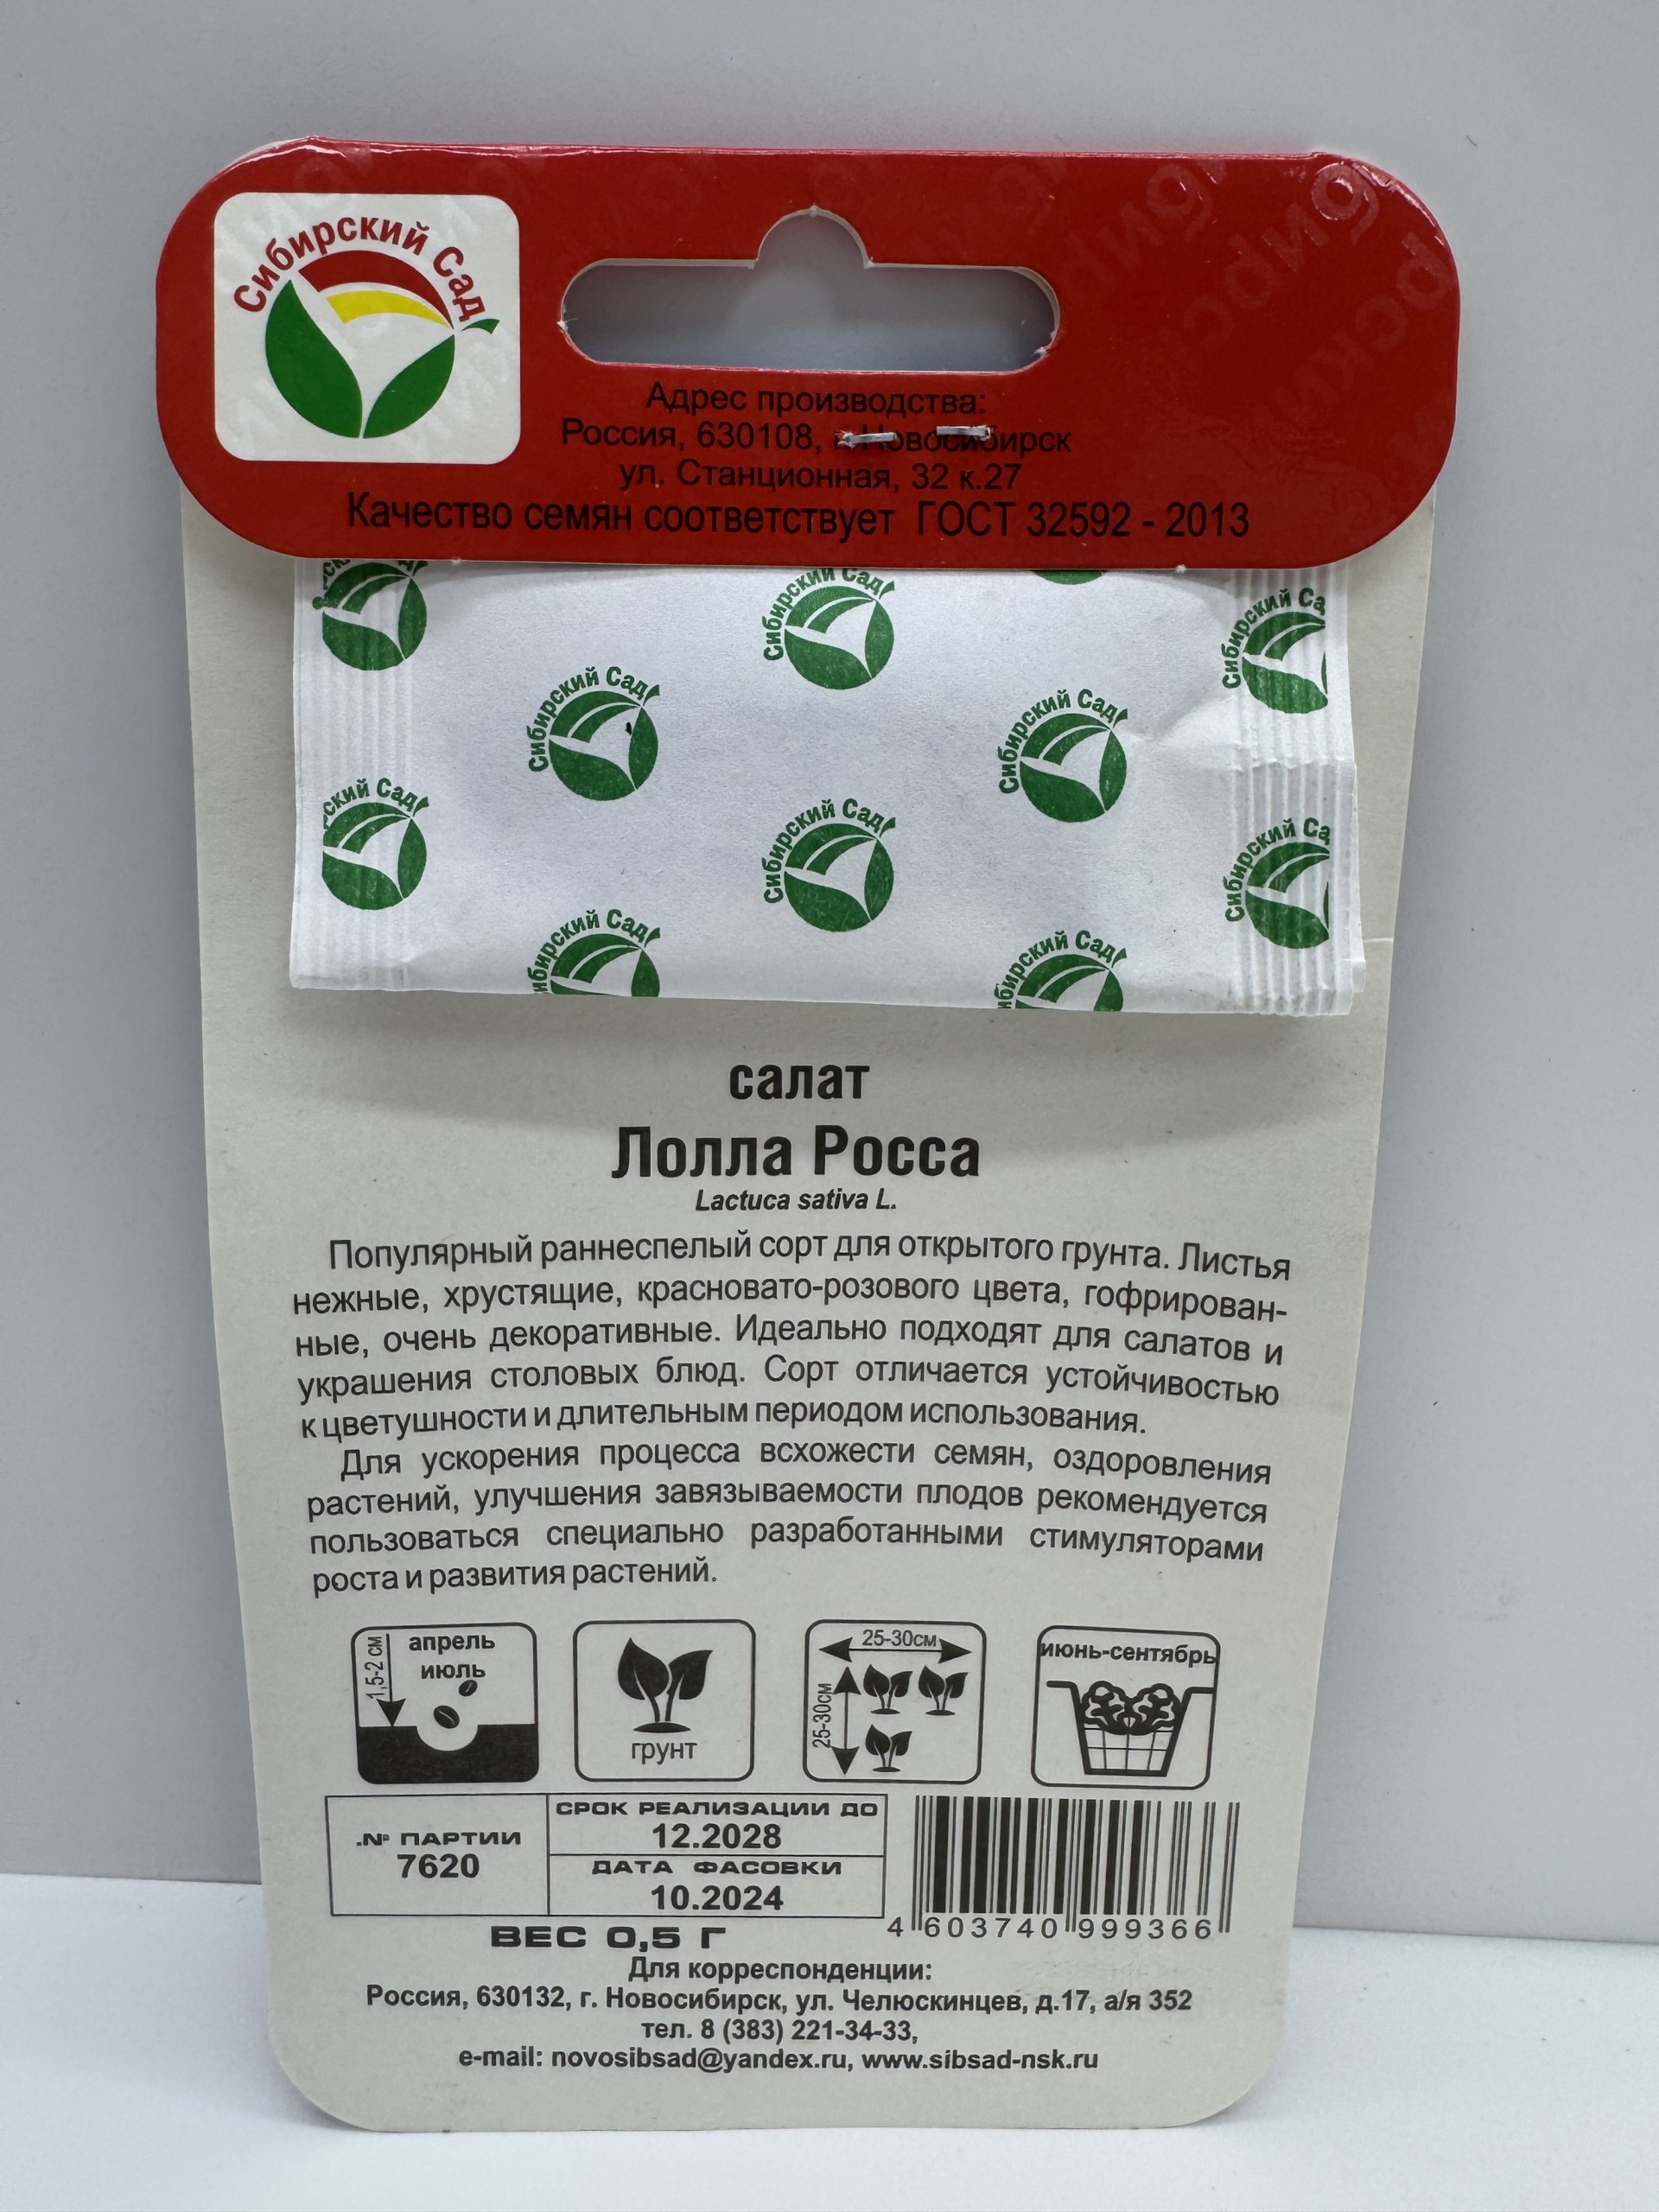 Сибирский Сад
Адрес производства:
Россия, 630108, г. Новосибирск
ул. Станционная, 32 к.27
Качество семян соответствует ГОСТ 32592 - 2013
Сибирский Сад
Сибирский Сад
Сибирский Сад
Сибирский Сад
Сибирский Сад
Сибирский Сад
салат
Лолла Росса
Lactuca sativa L.
Популярный раннеспелый сорт для открытого грунта. Листья
нежные, хрустящие, красновато-розового цвета, гофрирован-
ные, очень декоративные. Идеально подходят для салатов и
украшения столовых блюд. Сорт отличается устойчивостью
к цветушности и длительным периодом использования.
Для ускорения процесса всхожести семян, оздоровления
растений, улучшения завязываемости плодов рекомендуется
пользоваться специально разработанными стимуляторами
роста и развития растений.
1,5-2 см
апрель
июль
грунт
25-30см
25-30см
июнь-сентябрь
.№ ПАРТИИ
7620
СРОК РЕАЛИЗАЦИИ ДО
12.2028
ДАТА ФАСОВКИ
10.2024
4 603740 999366
ВЕС 0,5 Г
Для корреспонденции:
Россия, 630132, г. Новосибирск, ул. Челюскинцев, д.17, а/я 352
тел. 8 (383) 221-34-33,
e-mail: novosibsad@yandex.ru, www.sibsad-nsk.ru